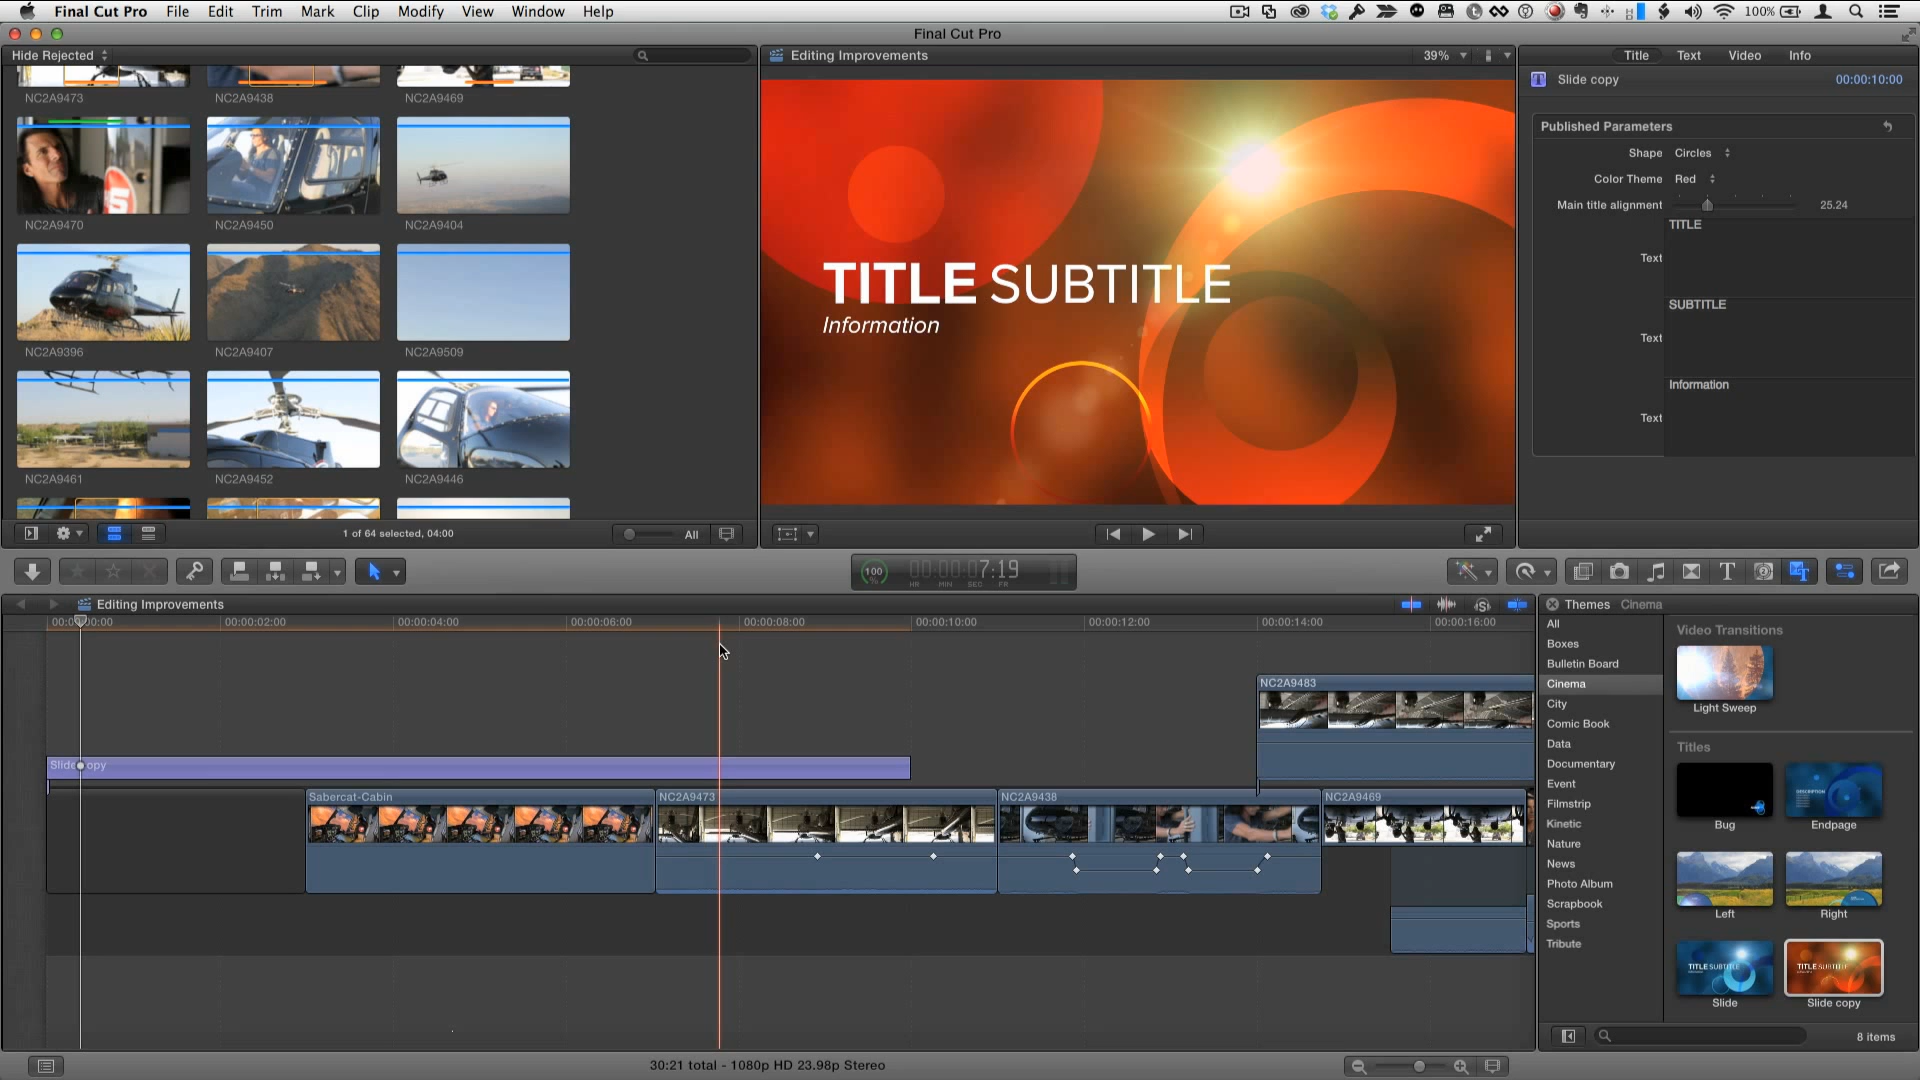 Final Cut Pro File Edit Trim Mark Clip Modify View Window Help 100%
Final Cut Pro
Hide Rejected
Editing Improvements 39%
Title Text Video Info
Slide copy 00:00:10:00
NC2A9473 NC2A9438 NC2A9469
NC2A9470 NC2A9450 NC2A9404
NC2A9396 NC2A9407 NC2A9509
NC2A9461 NC2A9452 NC2A9446
1 of 64 selected, 04:00 All
TITLE SUBTITLE
Information
Published Parameters
Shape Circles
Color Theme Red
Main title alignment 25.24
TITLE
Text
SUBTITLE
Text
Information
Text
100 % 00:00:07:19
HR MIN SEC FR
Editing Improvements
00:00:00:00 00:00:02:00 00:00:04:00 00:00:06:00 00:00:08:00 00:00:10:00 00:00:12:00 00:00:14:00 00:00:16:00
NC2A9483
Slide copy
Sabercat-Cabin NC2A9473 NC2A9438 NC2A9469
30:21 total - 1080p HD 23.98p Stereo
Themes Cinema
All
Boxes
Bulletin Board
Cinema
City
Comic Book
Data
Documentary
Event
Filmstrip
Kinetic
Nature
News
Photo Album
Scrapbook
Sports
Tribute
Video Transitions
Light Sweep
Titles
DESCRIPTION
Bug Endpage
Left Right
TITLE SUBTITLE TITLE SUBTITLE
Slide Slide copy
8 items